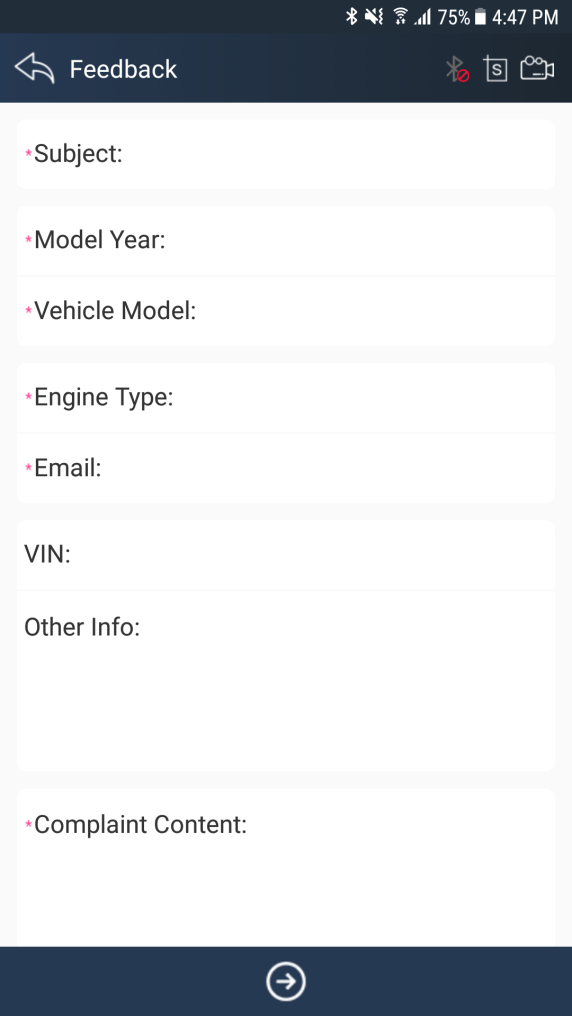 75% 4:47 PM
Feedback
S
*Subject:
*Model Year:
*Vehicle Model:
*Engine Type:
*Email:
VIN:
Other Info:
*Complaint Content: